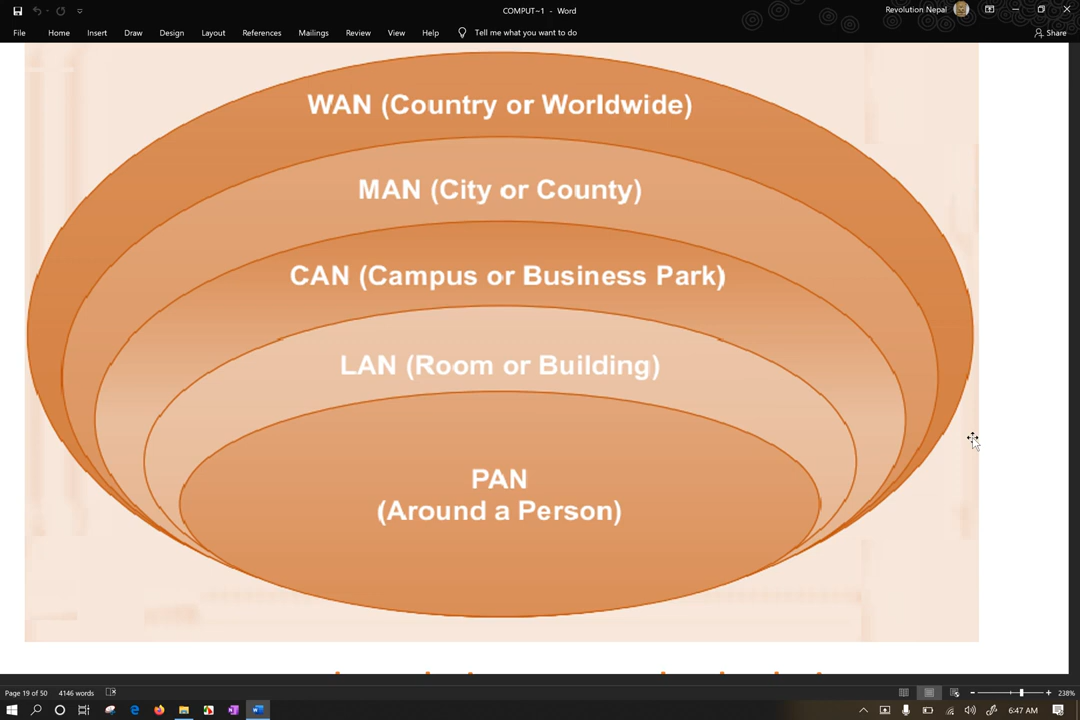 COMPUT~1 - Word
Revolution Nepal
File Home Insert Draw Design Layout References Mailings Review View Help Tell me what you want to do Share
WAN (Country or Worldwide)
MAN (City or County)
CAN (Campus or Business Park)
LAN (Room or Building)
PAN
(Around a Person)
Page 19 of 50 4146 words 238%
6:47 AM